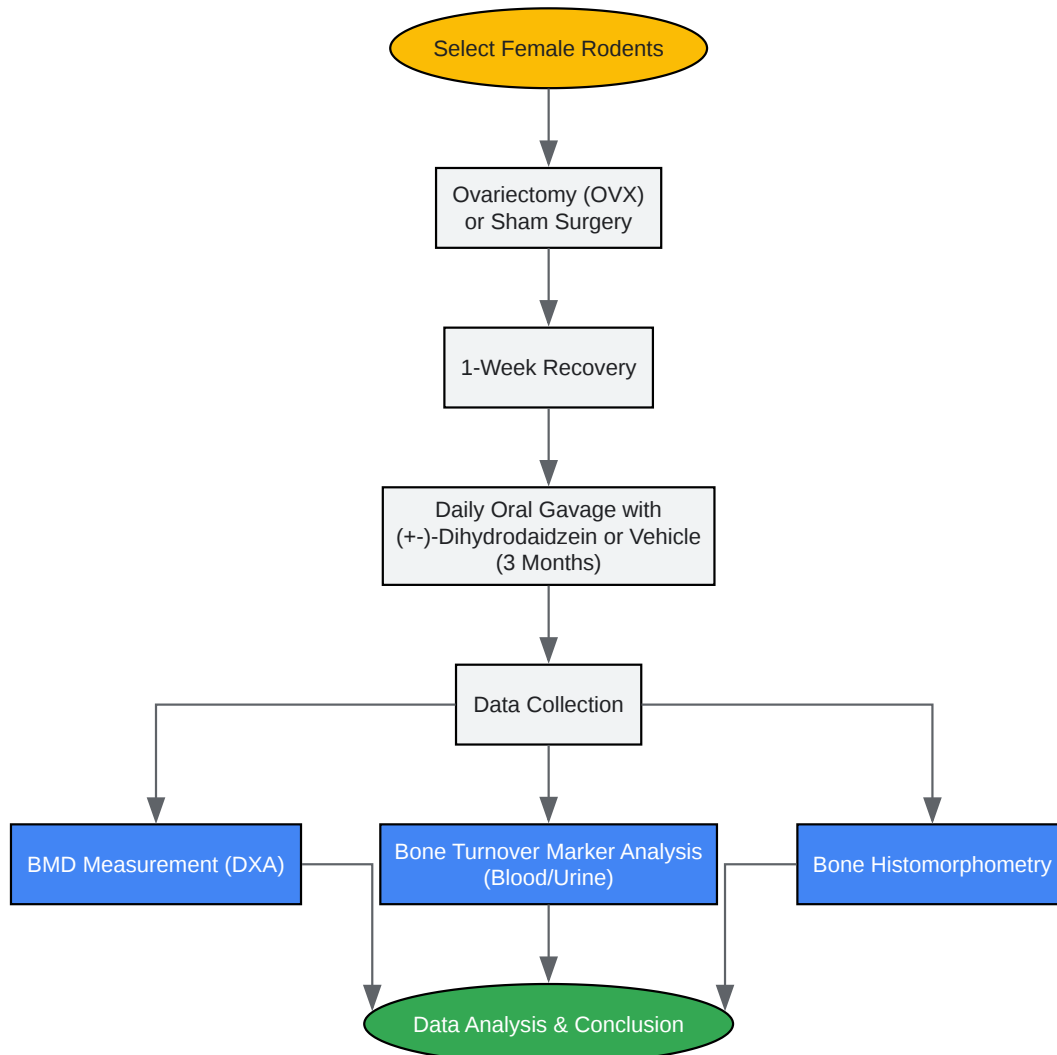 Select Female Rodents
Ovariectomy (OVX)
or Sham Surgery
1-Week Recovery
Daily Oral Gavage with
(+-)-Dihydrodaidzein or Vehicle
(3 Months)
Data Collection
BMD Measurement (DXA)
Bone Turnover Marker Analysis
(Blood/Urine)
Bone Histomorphometry
Data Analysis & Conclusion